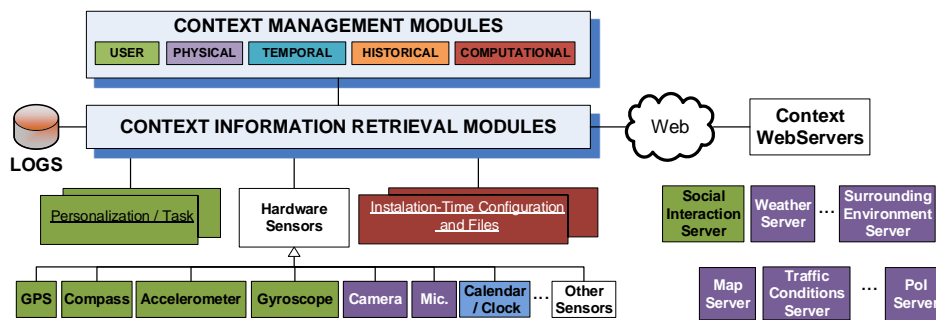 CONTEXT MANAGEMENT MODULES
USER PHYSICAL TEMPORAL HISTORICAL COMPUTATIONAL
CONTEXT INFORMATION RETRIEVAL MODULES
LOGS
Web
Context
WebServers
Personalization / Task
Hardware
Sensors
Instalation-Time Configuration
and Files
GPS
Compass
Accelerometer
Gyroscope
Camera
Mic.
Calendar
/ Clock
...
Other
Sensors
Social
Interaction
Server
Weather
Server
...
Surrounding
Environment
Server
Map
Server
Traffic
Conditions
Server
...
PoI
Server